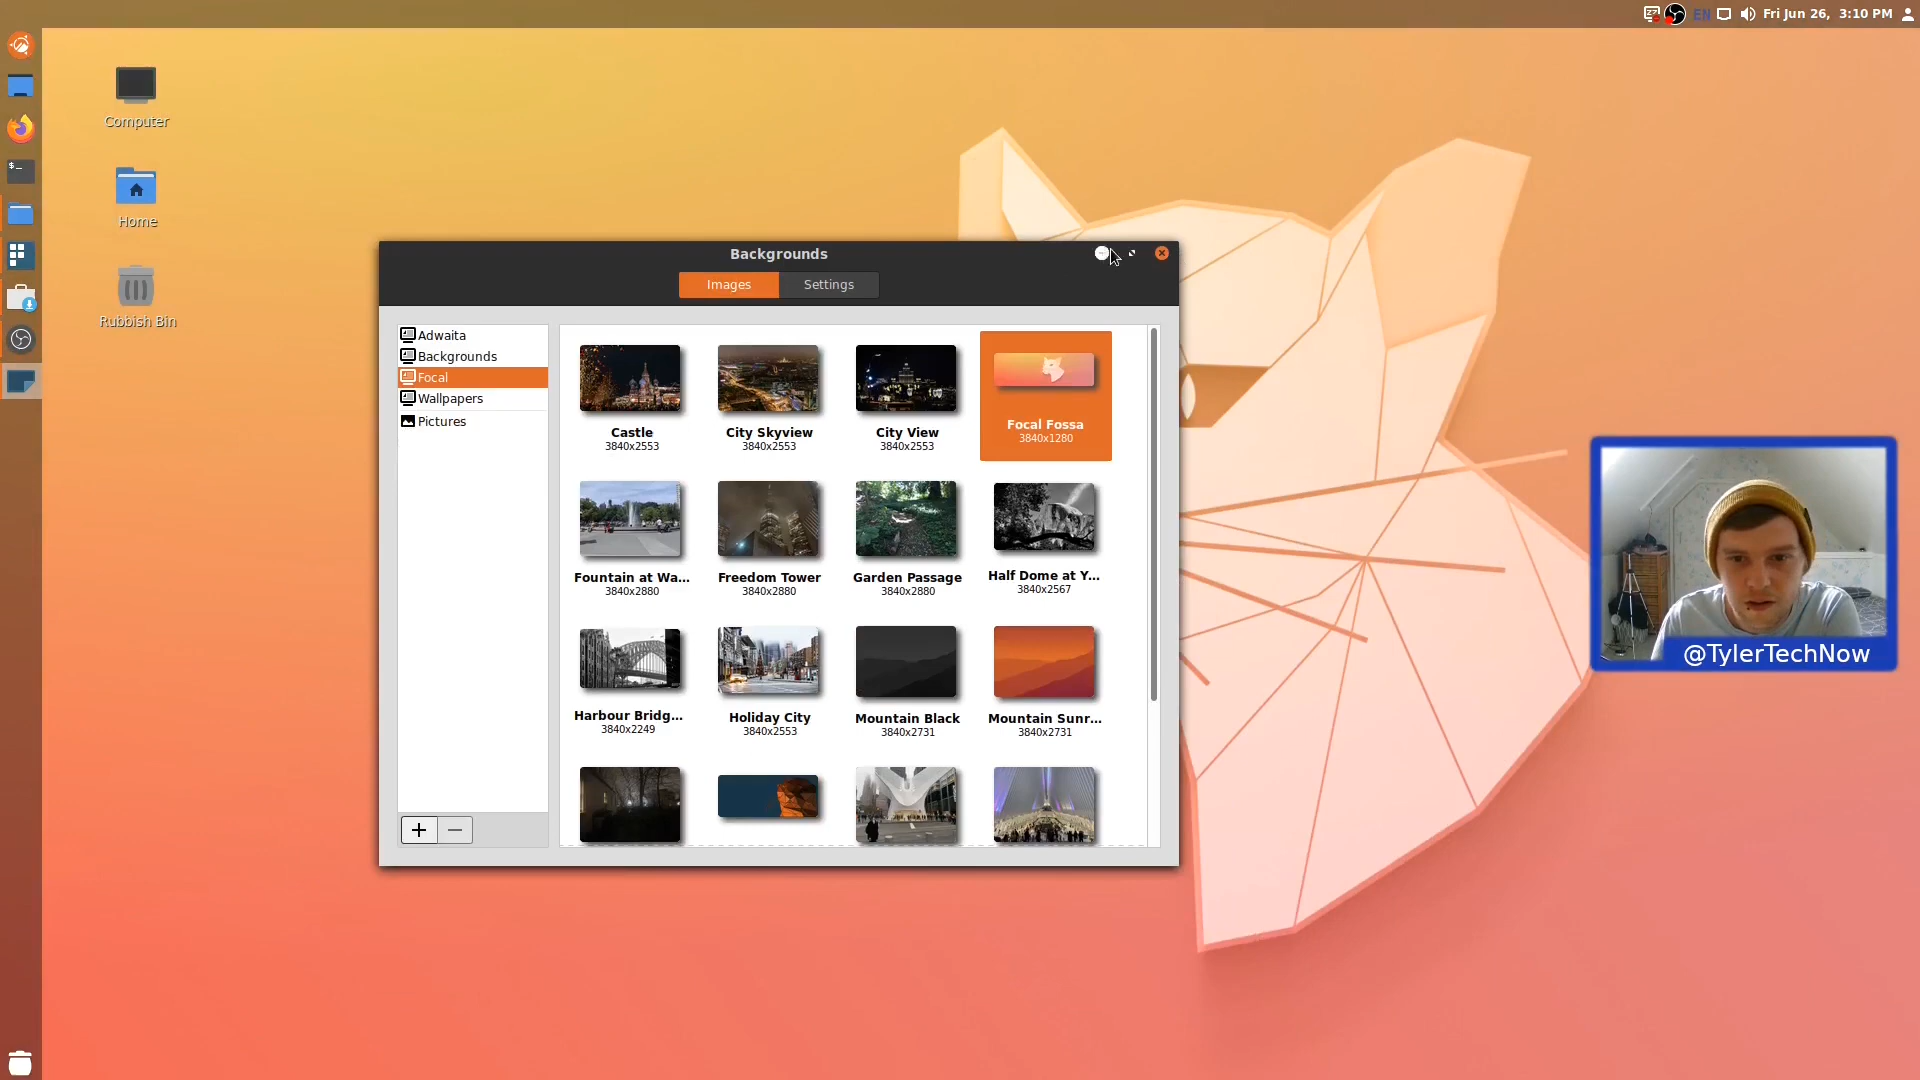 EN Fri Jun 26, 3:10 PM
Computer
Home
Rubbish Bin
Backgrounds
Images Settings
Adwaita
Backgrounds
Focal
Wallpapers
Pictures
Castle
3840x2553
City Skyview
3840x2553
City View
3840x2553
Focal Fossa
3840x1280
Fountain at Wa...
3840x2880
Freedom Tower
3840x2880
Garden Passage
3840x2880
Half Dome at Y...
3840x2567
Harbour Bridg...
3840x2249
Holiday City
3840x2553
Mountain Black
3840x2731
Mountain Sunr...
3840x2731
@TylerTechNow